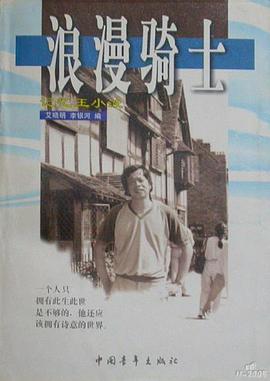 浪漫骑士
记忆王小波
艾晓明 李银河 编
一个人只
拥有此生此世
是不够的，他还应
该拥有诗意的世界。
中国青年出版社